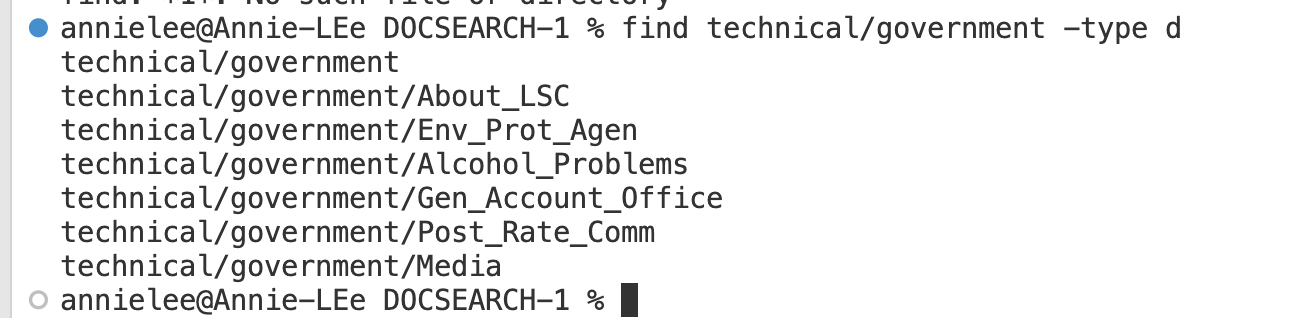 find: +1+: No such file or directory
annielee@Annie-LEe DOCSEARCH-1 % find technical/government -type d
technical/government
technical/government/About_LSC
technical/government/Env_Prot_Agen
technical/government/Alcohol_Problems
technical/government/Gen_Account_Office
technical/government/Post_Rate_Comm
technical/government/Media
annielee@Annie-LEe DOCSEARCH-1 %